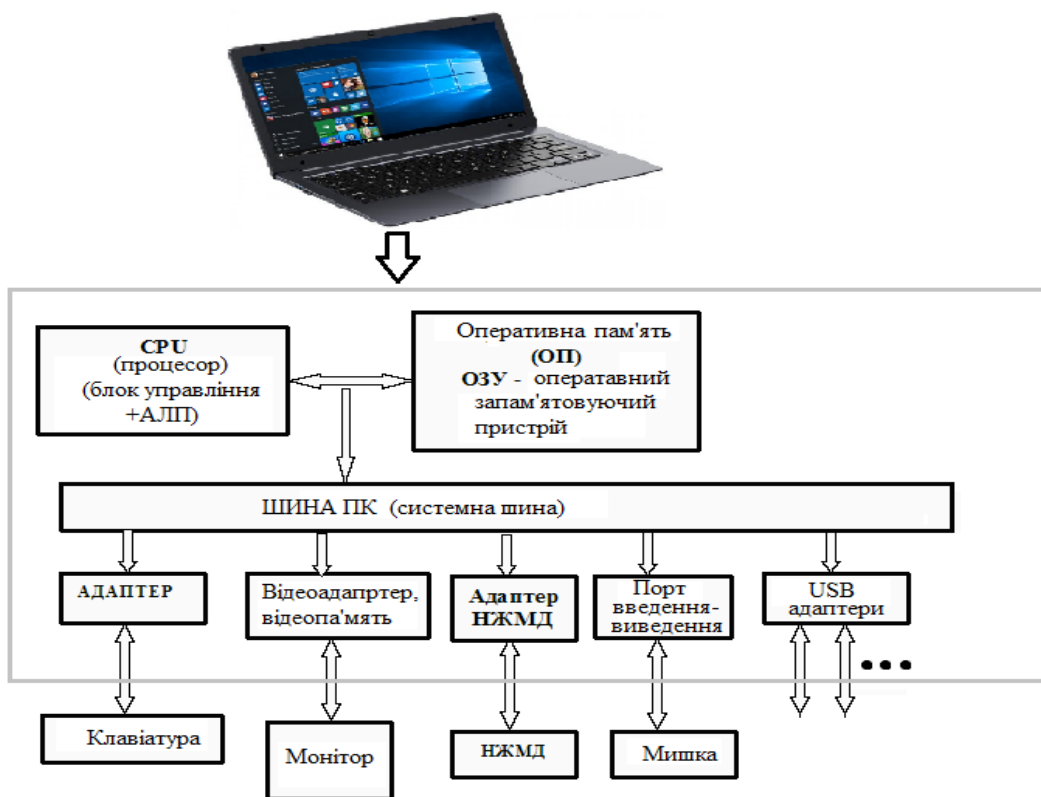 CPU
(процесор)
(блок управління
+АЛП)
Оперативна пам'ять
(ОП)
ОЗУ - оператавний
запам'ятовуючий
пристрій
ШИНА ПК (системна шина)
АДАПТЕР
Відеоадапртер,
відеопа'мять
Адаптер
НЖМД
Порт
введення-
виведення
USB
адаптери
Клавіатура
Монітор
НЖМД
Мишка